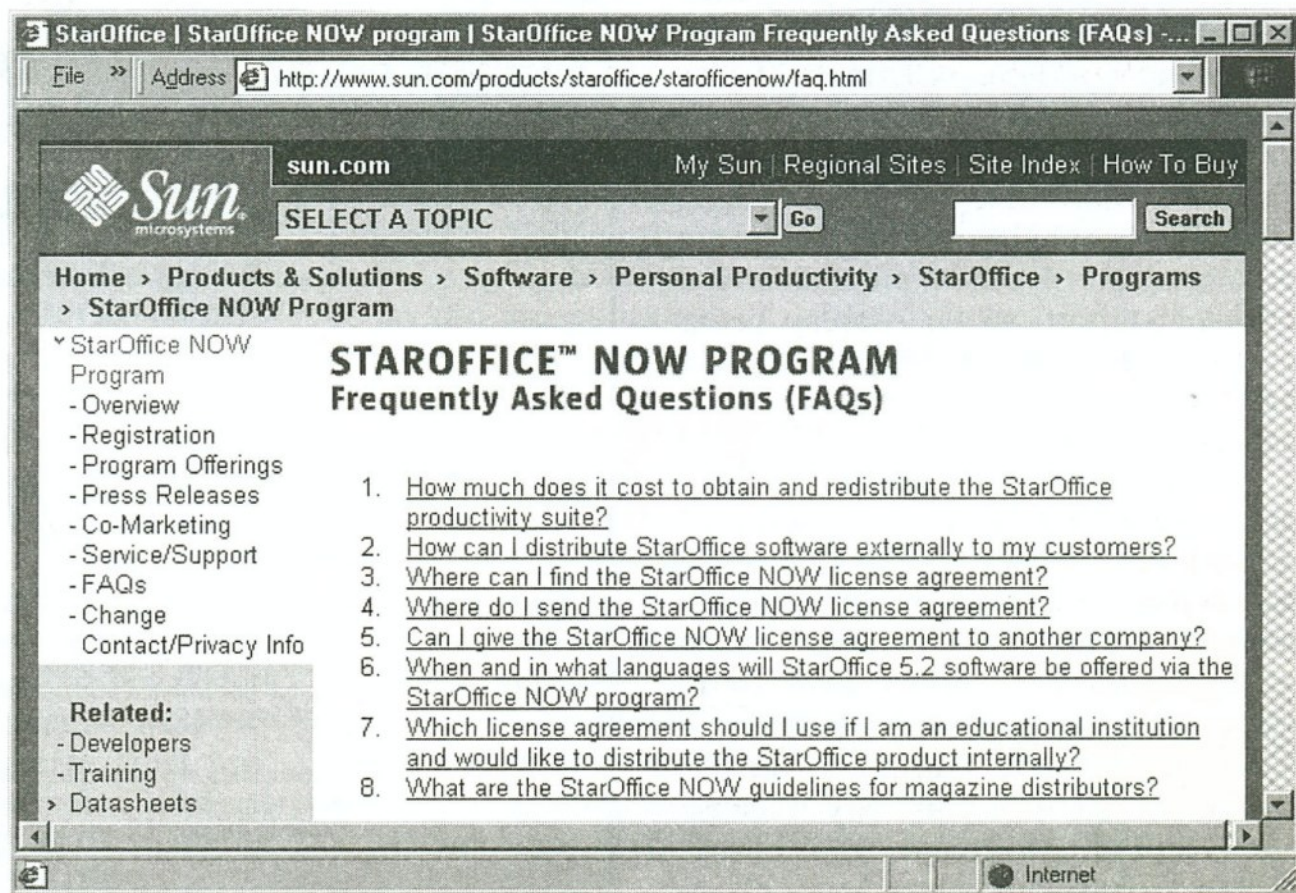 StarOffice | StarOffice NOW program | StarOffice NOW Program Frequently Asked Questions (FAQs) -...
File » Address http://www.sun.com/products/staroffice/starofficenow/faq.html
Sun
microsystems
sun.com
My Sun | Regional Sites | Site Index | How To Buy
SELECT A TOPIC Go Search
Home › Products & Solutions › Software › Personal Productivity › StarOffice › Programs
› StarOffice NOW Program
StarOffice NOW
Program
- Overview
- Registration
- Program Offerings
- Press Releases
- Co-Marketing
- Service/Support
- FAQs
- Change
Contact/Privacy Info
Related:
- Developers
- Training
› Datasheets
STAROFFICE™ NOW PROGRAM
Frequently Asked Questions (FAQs)
1. How much does it cost to obtain and redistribute the StarOffice
productivity suite?
2. How can I distribute StarOffice software externally to my customers?
3. Where can I find the StarOffice NOW license agreement?
4. Where do I send the StarOffice NOW license agreement?
5. Can I give the StarOffice NOW license agreement to another company?
6. When and in what languages will StarOffice 5.2 software be offered via the
StarOffice NOW program?
7. Which license agreement should I use if I am an educational institution
and would like to distribute the StarOffice product internally?
8. What are the StarOffice NOW guidelines for magazine distributors?
Internet